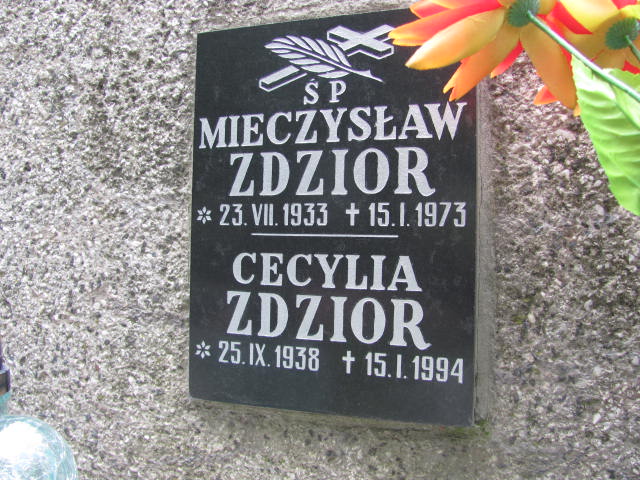 ŚP
MIECZYSŁAW
ZDZIOR
✲ 23.VII.1933 ✝ 15.I.1973
CECYLIA
ZDZIOR
✲ 25.IX.1938 ✝ 15.I.1994